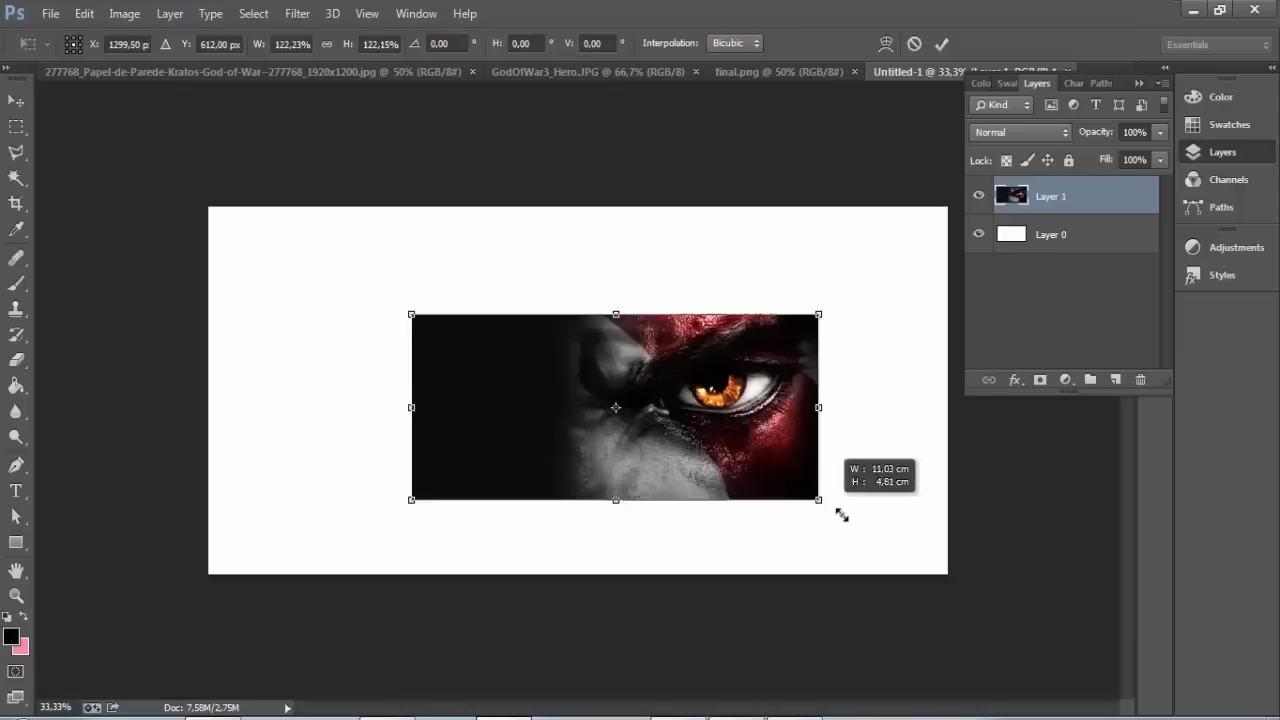 Ps File Edit Image Layer Type Select Filter 3D View Window Help
X: 1299,50 p Y: 612,00 px W: 122,23% H: 122,15% 0,00 ° H: 0,00 ° V: 0,00 ° Interpolation: Bicubic Essentials
277768_Papel-de-Parede-Kratos-God-of-War--277768_1920x1200.jpg @ 50% (RGB/8#) × GodOfWar3_Hero.JPG @ 66,7% (RGB/8) × final.png @ 50% (RGB/8#) × Untitled-1 @ 33,3%
Colo Swat Layers Char Paths
Kind
Normal Opacity: 100%
Lock: Fill: 100%
Layer 1
Layer 0
fx
Color
Swatches
Layers
Channels
Paths
Adjustments
Styles
W : 11,03 cm
H : 4,81 cm
33,33% Doc: 7,58M/2,75M